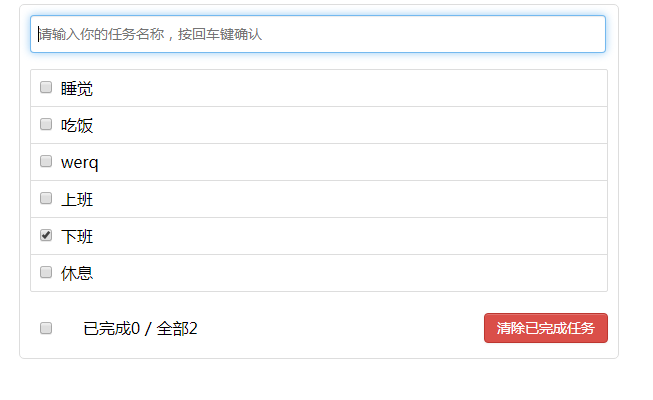 请输入你的任务名称，按回车键确认
睡觉
吃饭
werq
上班
下班
休息
已完成0 / 全部2
清除已完成任务